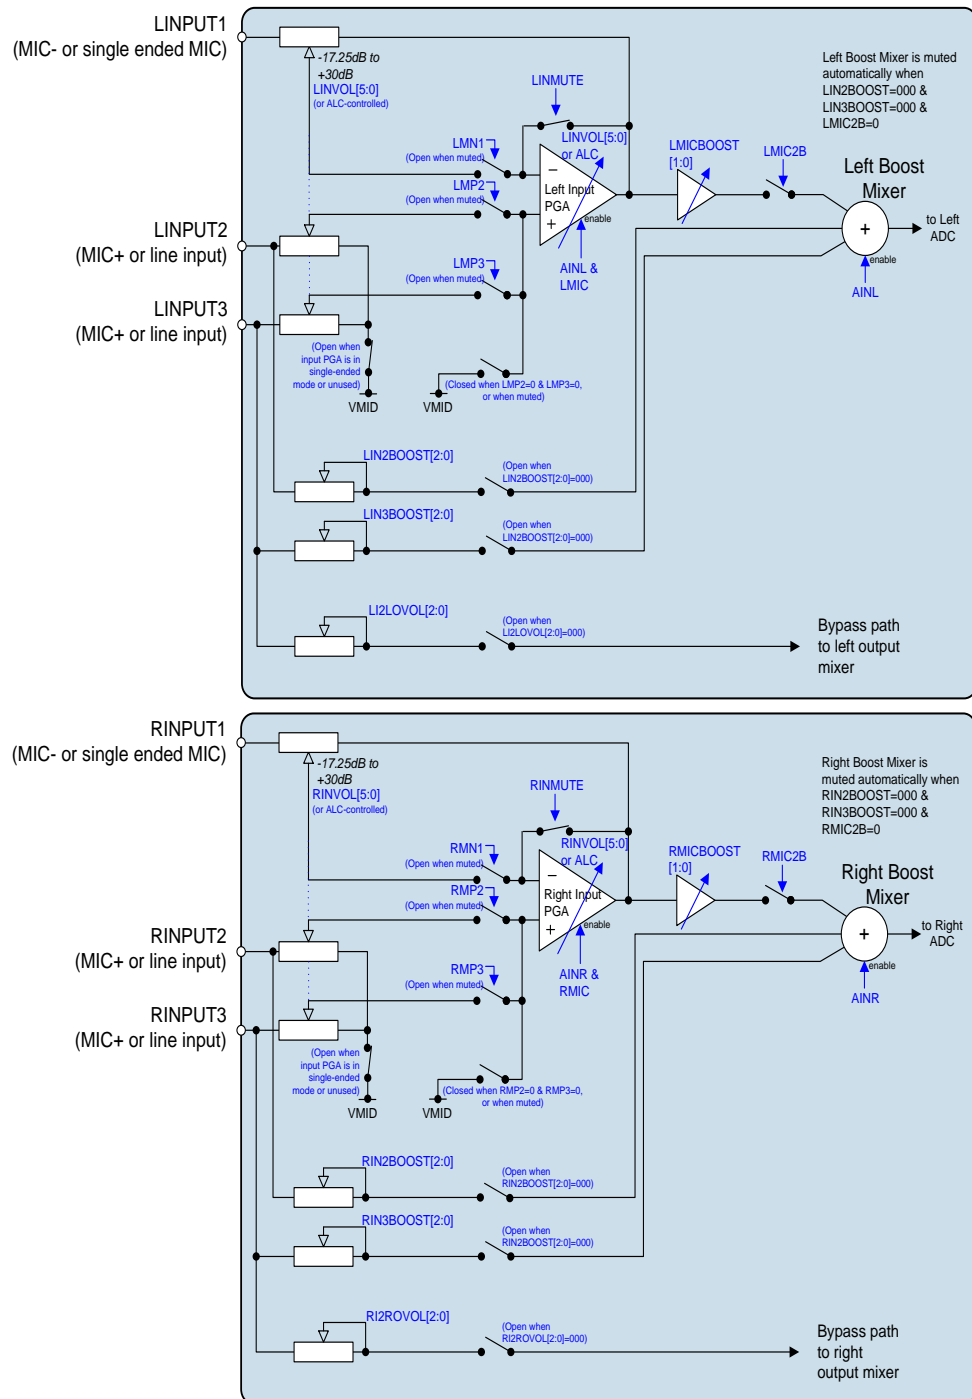 LINPUT1
(MIC- or single ended MIC)
-17.25dB to
+30dB
LINVOL[5:0]
(or ALC-controlled)
Left Boost Mixer is muted
automatically when
LIN2BOOST=000 &
LIN3BOOST=000 &
LMIC2B=0
LINMUTE
LINVOL[5:0]
or ALC
LMN1
(Open when muted)
LMICBOOST
[1:0]
LMIC2B
Left Boost
Mixer
LMP2
(Open when muted)
−
Left Input
PGA
+
enable
+
enable
to Left
ADC
LINPUT2
(MIC+ or line input)
LMP3
(Open when muted)
AINL &
LMIC
AINL
LINPUT3
(MIC+ or line input)
(Open when
input PGA is in
single-ended
mode or unused)
VMID
(Closed when LMP2=0 & LMP3=0,
or when muted)
VMID
LIN2BOOST[2:0]
(Open when
LIN2BOOST[2:0]=000)
LIN3BOOST[2:0]
(Open when
LIN2BOOST[2:0]=000)
LI2LOVOL[2:0]
(Open when
LI2LOVOL[2:0]=000)
Bypass path
to left output
mixer
RINPUT1
(MIC- or single ended MIC)
-17.25dB to
+30dB
RINVOL[5:0]
(or ALC-controlled)
Right Boost Mixer is
muted automatically when
RIN2BOOST=000 &
RIN3BOOST=000 &
RMIC2B=0
RINMUTE
RINVOL[5:0]
or ALC
RMN1
(Open when muted)
RMICBOOST
[1:0]
RMIC2B
Right Boost
Mixer
RMP2
(Open when muted)
−
Right Input
PGA
+
enable
+
enable
to Right
ADC
RINPUT2
(MIC+ or line input)
RMP3
(Open when muted)
AINR &
RMIC
AINR
RINPUT3
(MIC+ or line input)
(Open when
input PGA is in
single-ended
mode or unused)
VMID
(Closed when RMP2=0 & RMP3=0,
or when muted)
VMID
RIN2BOOST[2:0]
(Open when
RIN2BOOST[2:0]=000)
RIN3BOOST[2:0]
(Open when
RIN2BOOST[2:0]=000)
RI2ROVOL[2:0]
(Open when
RI2ROVOL[2:0]=000)
Bypass path
to right
output mixer